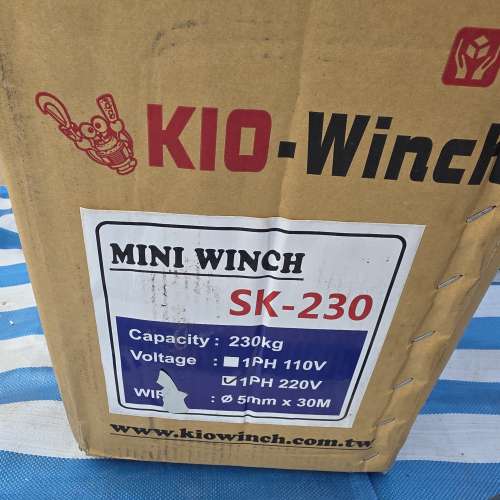 KIO-Winch
MINI WINCH
SK-230
Capacity : 230kg
Voltage : 1PH 110V
1PH 220V
: Ø 5mm x 30M
www.kiowinch.com.tw